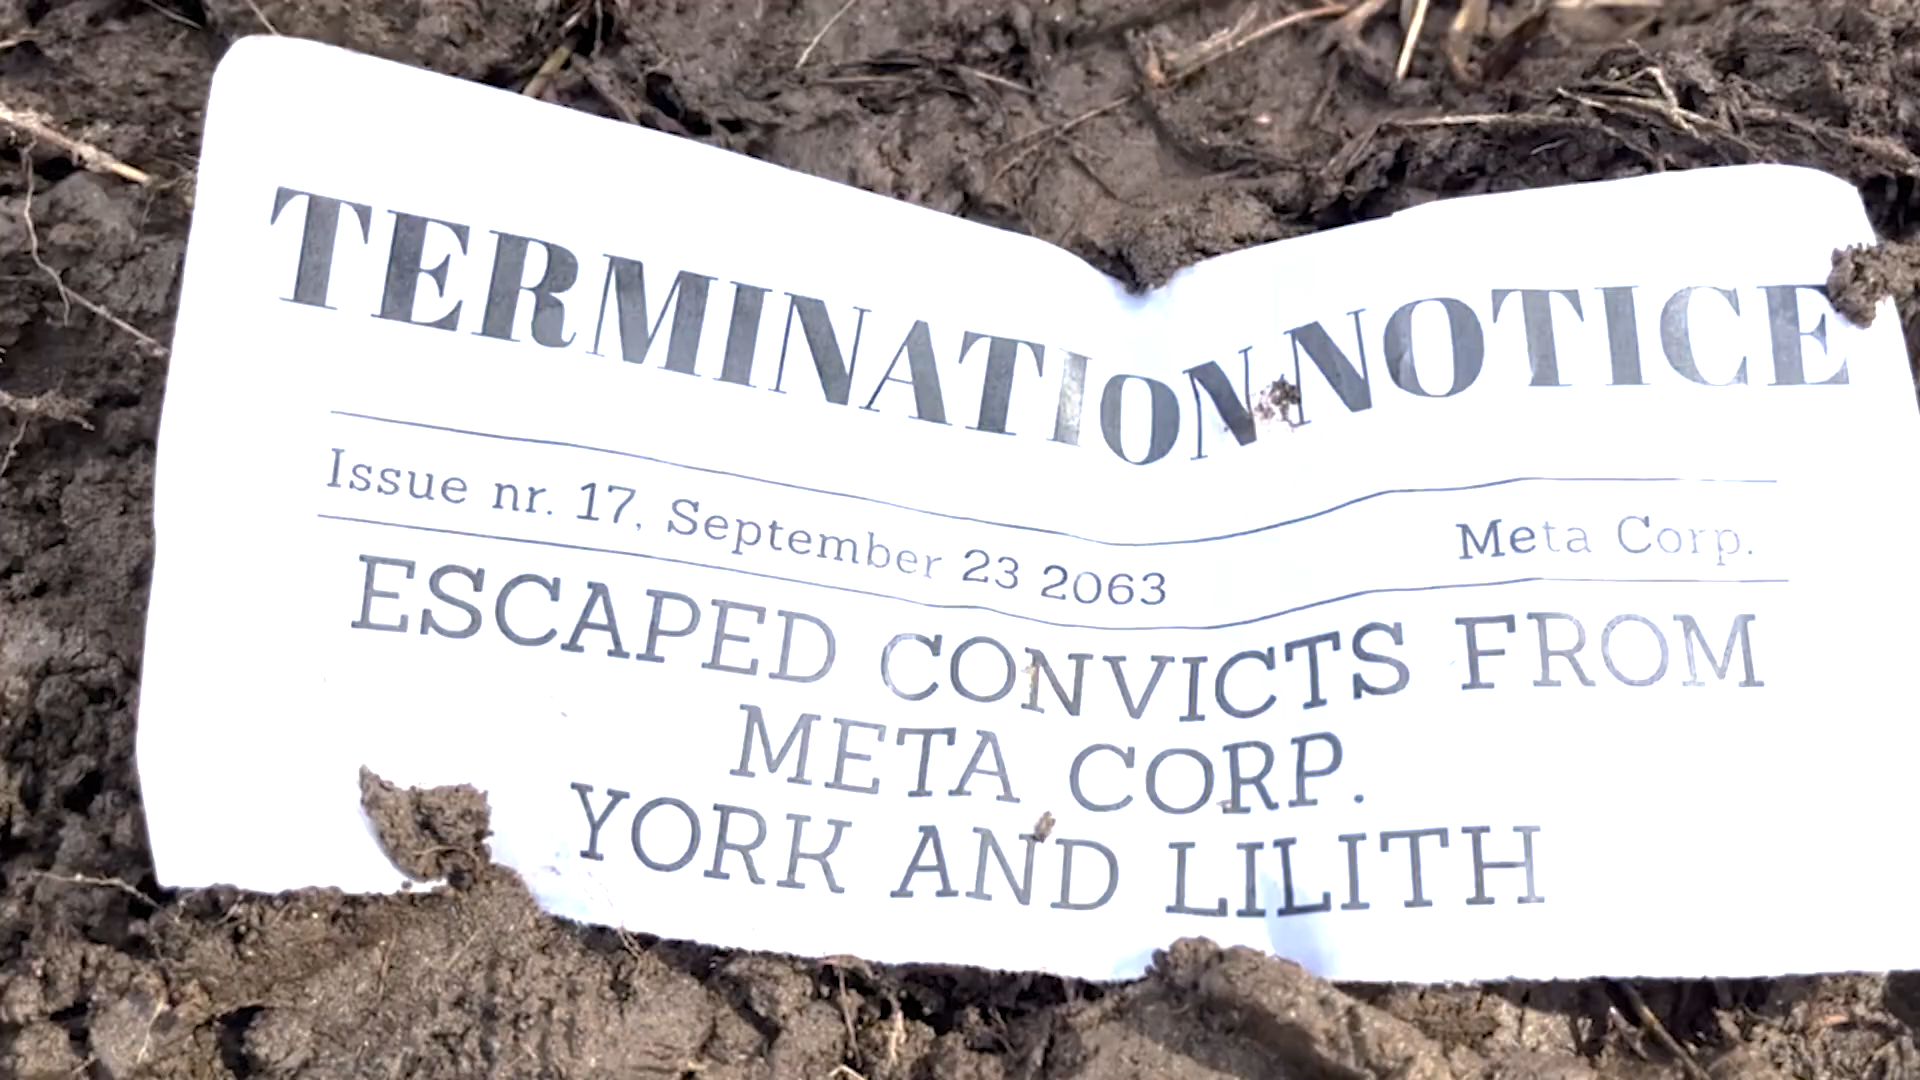 TERMINATION NOTICE
Issue nr. 17, September 23 2063 Meta Corp.
ESCAPED CONVICTS FROM
META CORP.
YORK AND LILITH